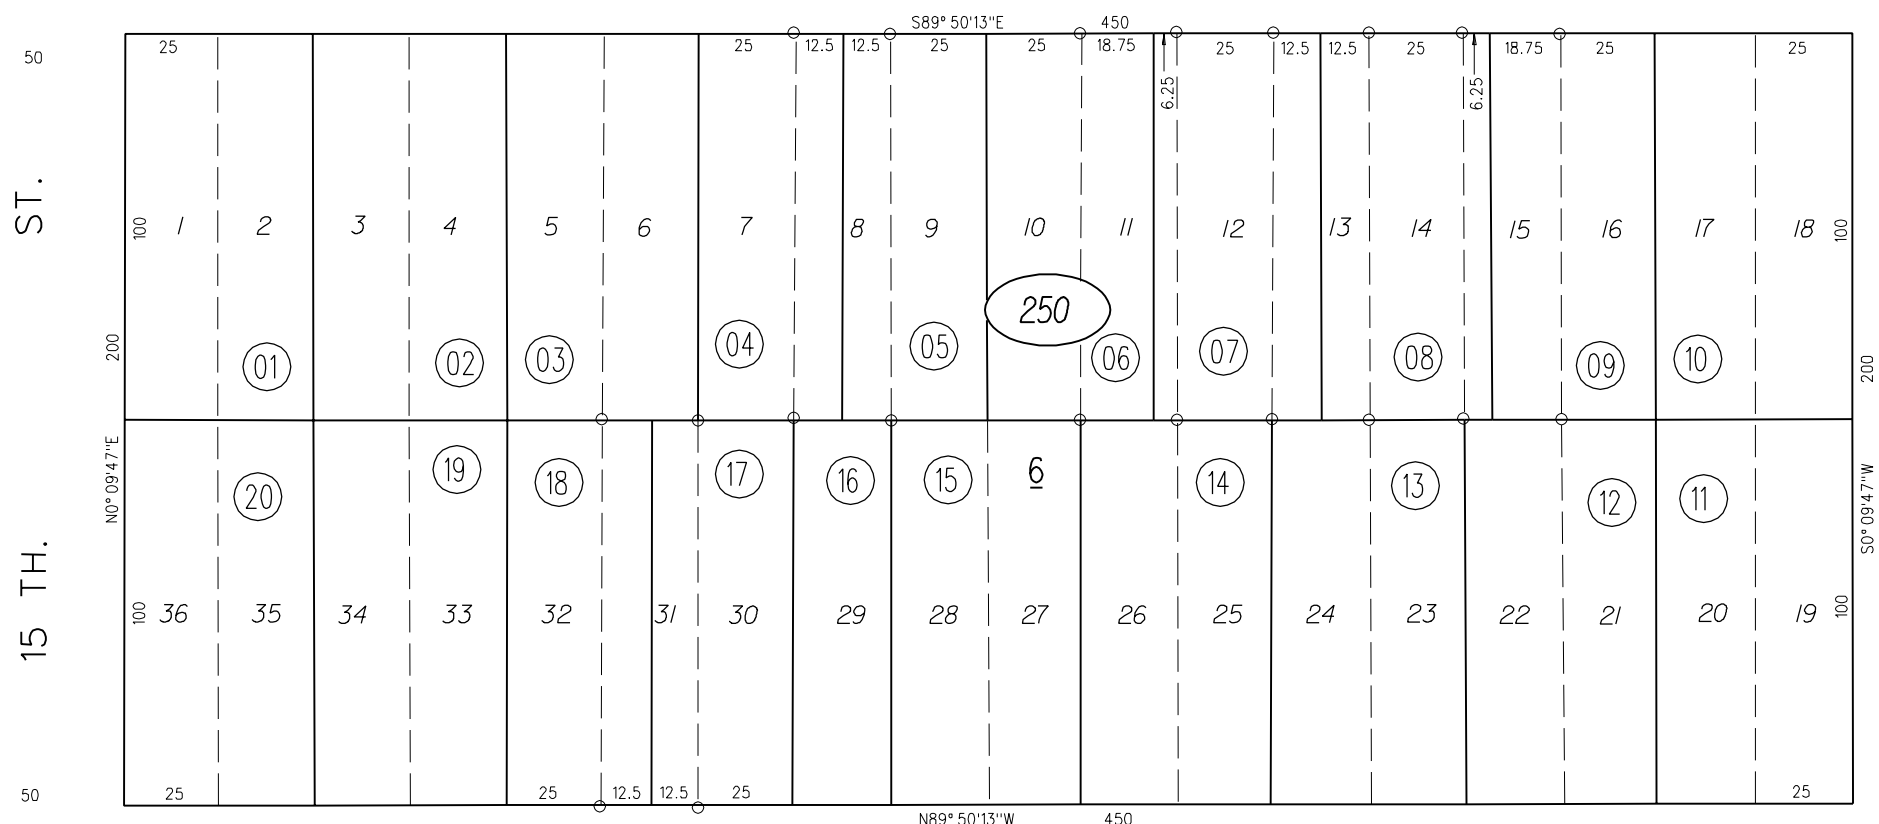 S89° 50'13"E 450
50 25 25 12.5 12.5 25 25 18.75 25 12.5 12.5 25 18.75 25 25
6.25 6.25
ST.
100 1 2 3 4 5 6 7 8 9 10 11 12 13 14 15 16 17 18 100
250
200 01 02 03 04 05 06 07 08 09 10 200
N0° 09'47"E 20 19 18 17 16 15 6 14 13 12 11 S0° 09'47"W
15 TH.
100 36 35 34 33 32 31 30 29 28 27 26 25 24 23 22 21 20 19 100
50 25 25 12.5 12.5 25 25
N89° 50'13"W 450